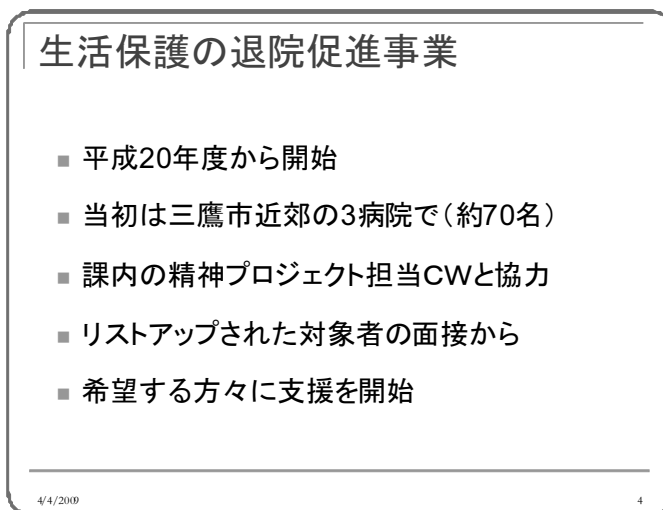 生活保護の退院促進事業
平成20年度から開始
当初は三鷹市近郊の3病院で(約70名)
課内の精神プロジェクト担当CWと協力
リストアップされた対象者の面接から
希望する方々に支援を開始
4/4/2009
4